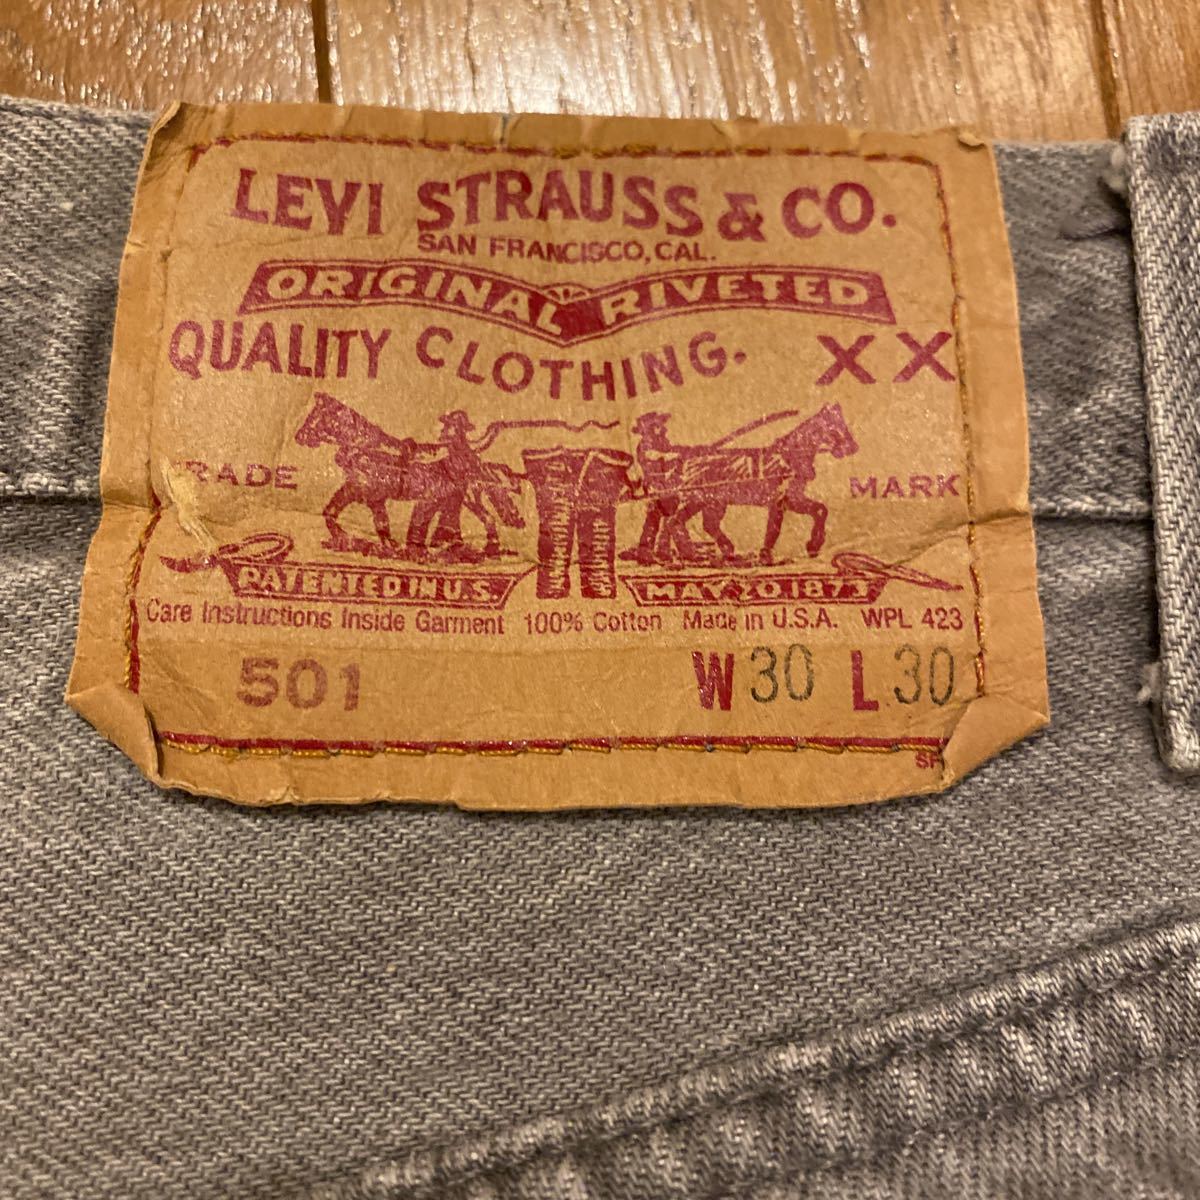 LEVI STRAUSS & CO.
SAN FRANCISCO, CAL.
ORIGINAL RIVETED
QUALITY CLOTHING. XX
TRADE MARK
PATENTED IN U.S. MAY 20.1873
Care Instructions Inside Garment 100% Cotton Made in U.S.A. WPL 423
501 W 30 L 30